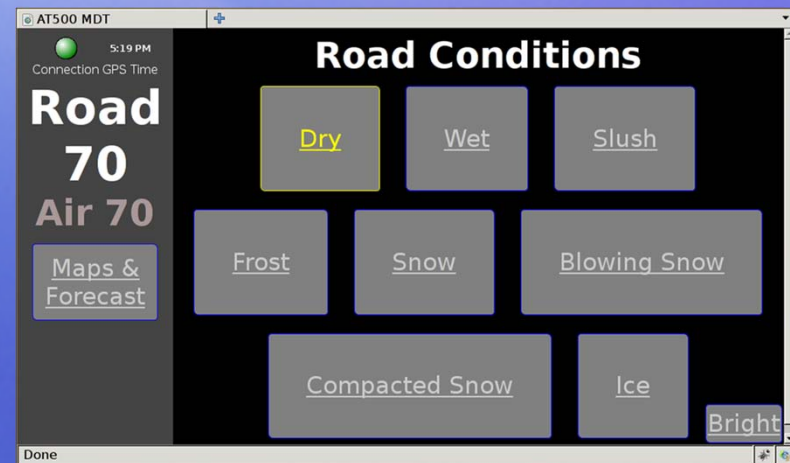 AT500 MDT
5:19 PM
Connection GPS Time
Road
70
Air 70
Maps &
Forecast
Road Conditions
Dry Wet Slush
Frost Snow Blowing Snow
Compacted Snow Ice
Bright
Done